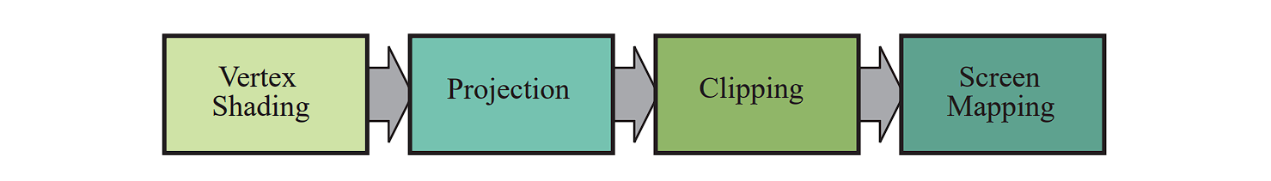 Vertex
Shading
Projection
Clipping
Screen
Mapping